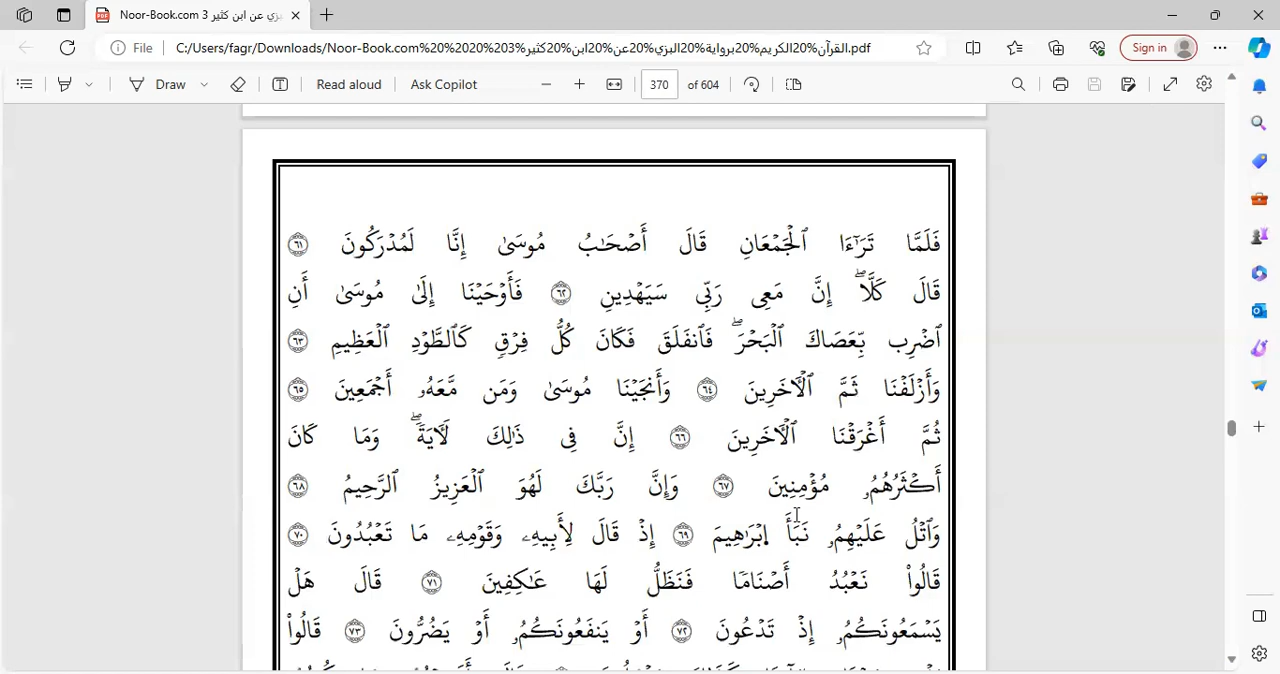 Noor-Book.com 3 بزي عن ابن كثير
File
C:/Users/fagr/Downloads/Noor-Book.com%20%2020%203%القرآن%20الكريم%20برواية%20البزي%20عن%20ابن%20كثير.pdf
Sign in
Draw
Read aloud
Ask Copilot
370
of 604
فَلَمَّا تَرَٰٓءَا ٱلْجَمْعَانِ قَالَ أَصْحَٰبُ مُوسَىٰ إِنَّا لَمُدْرَكُونَ ٦١
قَالَ كَلَّاۖ إِنَّ مَعِى رَبِّى سَيَهْدِينِ ٦٢ فَأَوْحَيْنَا إِلَىٰ مُوسَىٰ أَنِ
ٱضْرِب بِّعَصَاكَ ٱلْبَحْرَۖ فَٱنفَلَقَ فَكَانَ كُلُّ فِرْقٍ كَٱلطَّوْدِ ٱلْعَظِيمِ ٦٣
وَأَزْلَفْنَا ثَمَّ ٱلْأَخَرِينَ ٦٤ وَأَنجَيْنَا مُوسَىٰ وَمَن مَّعَهُۥ أَجْمَعِينَ ٦٥
ثُمَّ أَغْرَقْنَا ٱلْأَخَرِينَ ٦٦ إِنَّ فِى ذَٰلِكَ لَأٓيَةًۖ وَمَا كَانَ
أَكْثَرُهُمُۥ مُؤْمِنِينَ ٦٧ وَإِنَّ رَبَّكَ لَهُوَ ٱلْعَزِيزُ ٱلرَّحِيمُ ٦٨
وَٱتْلُ عَلَيْهِمُۥ نَبَأَ إِبْرَٰهِيمَ ٦٩ إِذْ قَالَ لِأَبِيهِۦ وَقَوْمِهِۦ مَا تَعْبُدُونَ ٧٠
قَالُوا۟ نَعْبُدُ أَصْنَامًا فَنَظَلُّ لَهَا عَٰكِفِينَ ٧١ قَالَ هَلْ
يَسْمَعُونَكُمُۥ إِذْ تَدْعُونَ ٧٢ أَوْ يَنفَعُونَكُمُۥ أَوْ يَضُرُّونَ ٧٣ قَالُوا۟